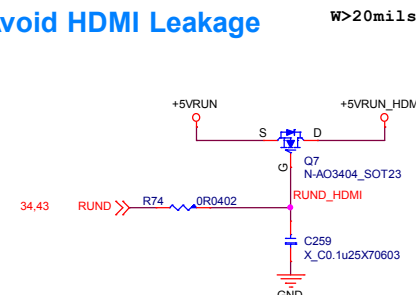 void HDMI Leakage
W>20mils
+5VRUN
+5VRUN_HDM
S
D
G
Q7
N-AO3404_SOT23
34,43
RUND
R74
0R0402
RUND_HDMI
C259
X_C0.1u25X70603
GND